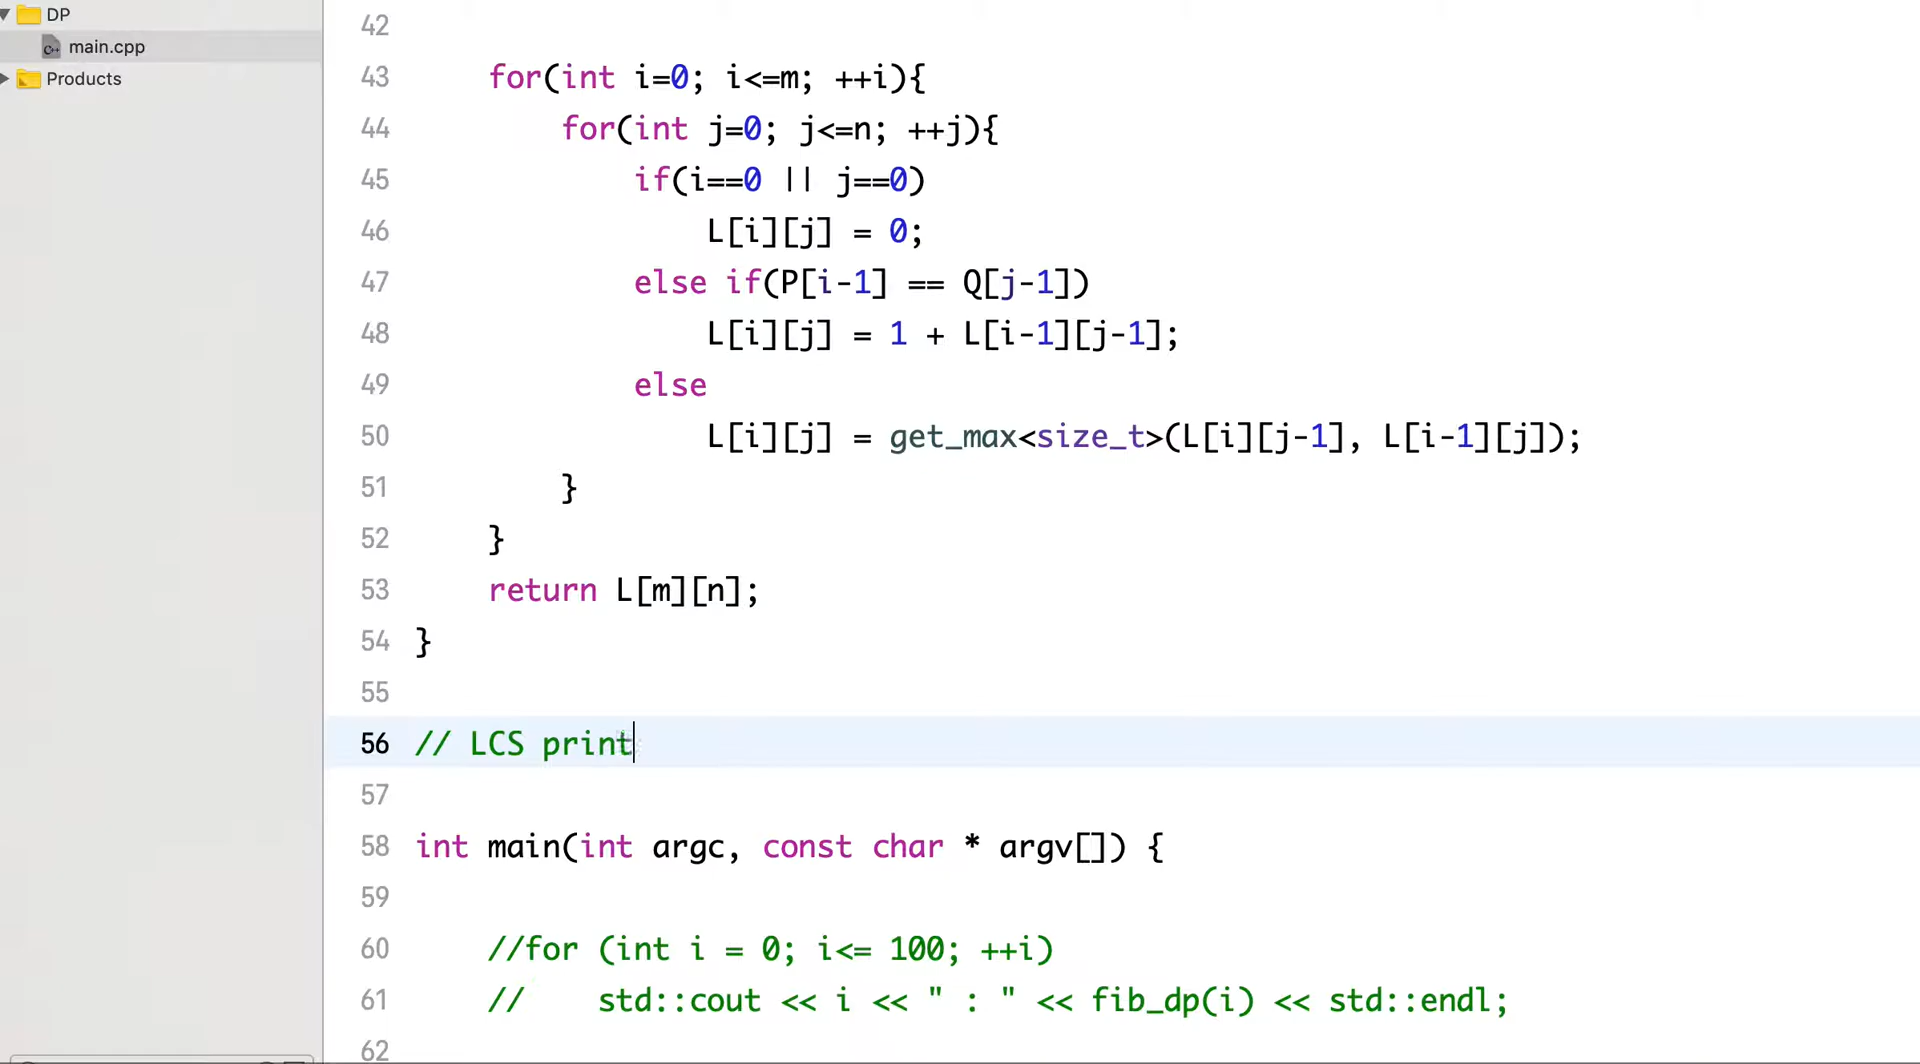 DP
main.cpp
Products
42
43 for(int i=0; i<=m; ++i){
44 for(int j=0; j<=n; ++j){
45 if(i==0 || j==0)
46 L[i][j] = 0;
47 else if(P[i-1] == Q[j-1])
48 L[i][j] = 1 + L[i-1][j-1];
49 else
50 L[i][j] = get_max<size_t>(L[i][j-1], L[i-1][j]);
51 }
52 }
53 return L[m][n];
54 }
55
56 // LCS print
57
58 int main(int argc, const char * argv[]) {
59
60 //for (int i = 0; i<= 100; ++i)
61 // std::cout << i << " : " << fib_dp(i) << std::endl;
62